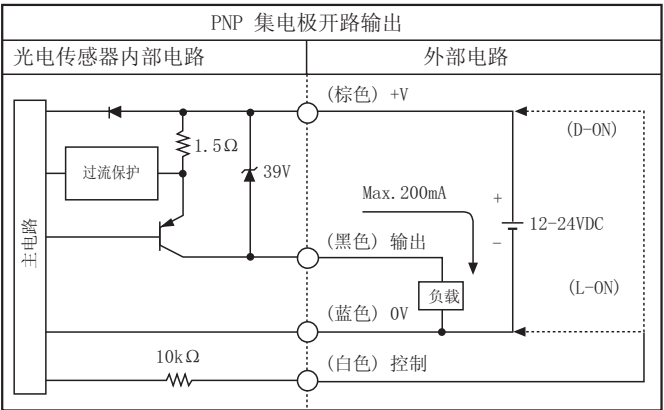 PNP 集电极开路输出
光电传感器内部电路
外部电路
(棕色) +V
(D-ON)
1.5Ω
过流保护
39V
Max.200mA
+
12-24VDC
-
主电路
(黑色) 输出
负载
(L-ON)
(蓝色) 0V
10kΩ
(白色) 控制